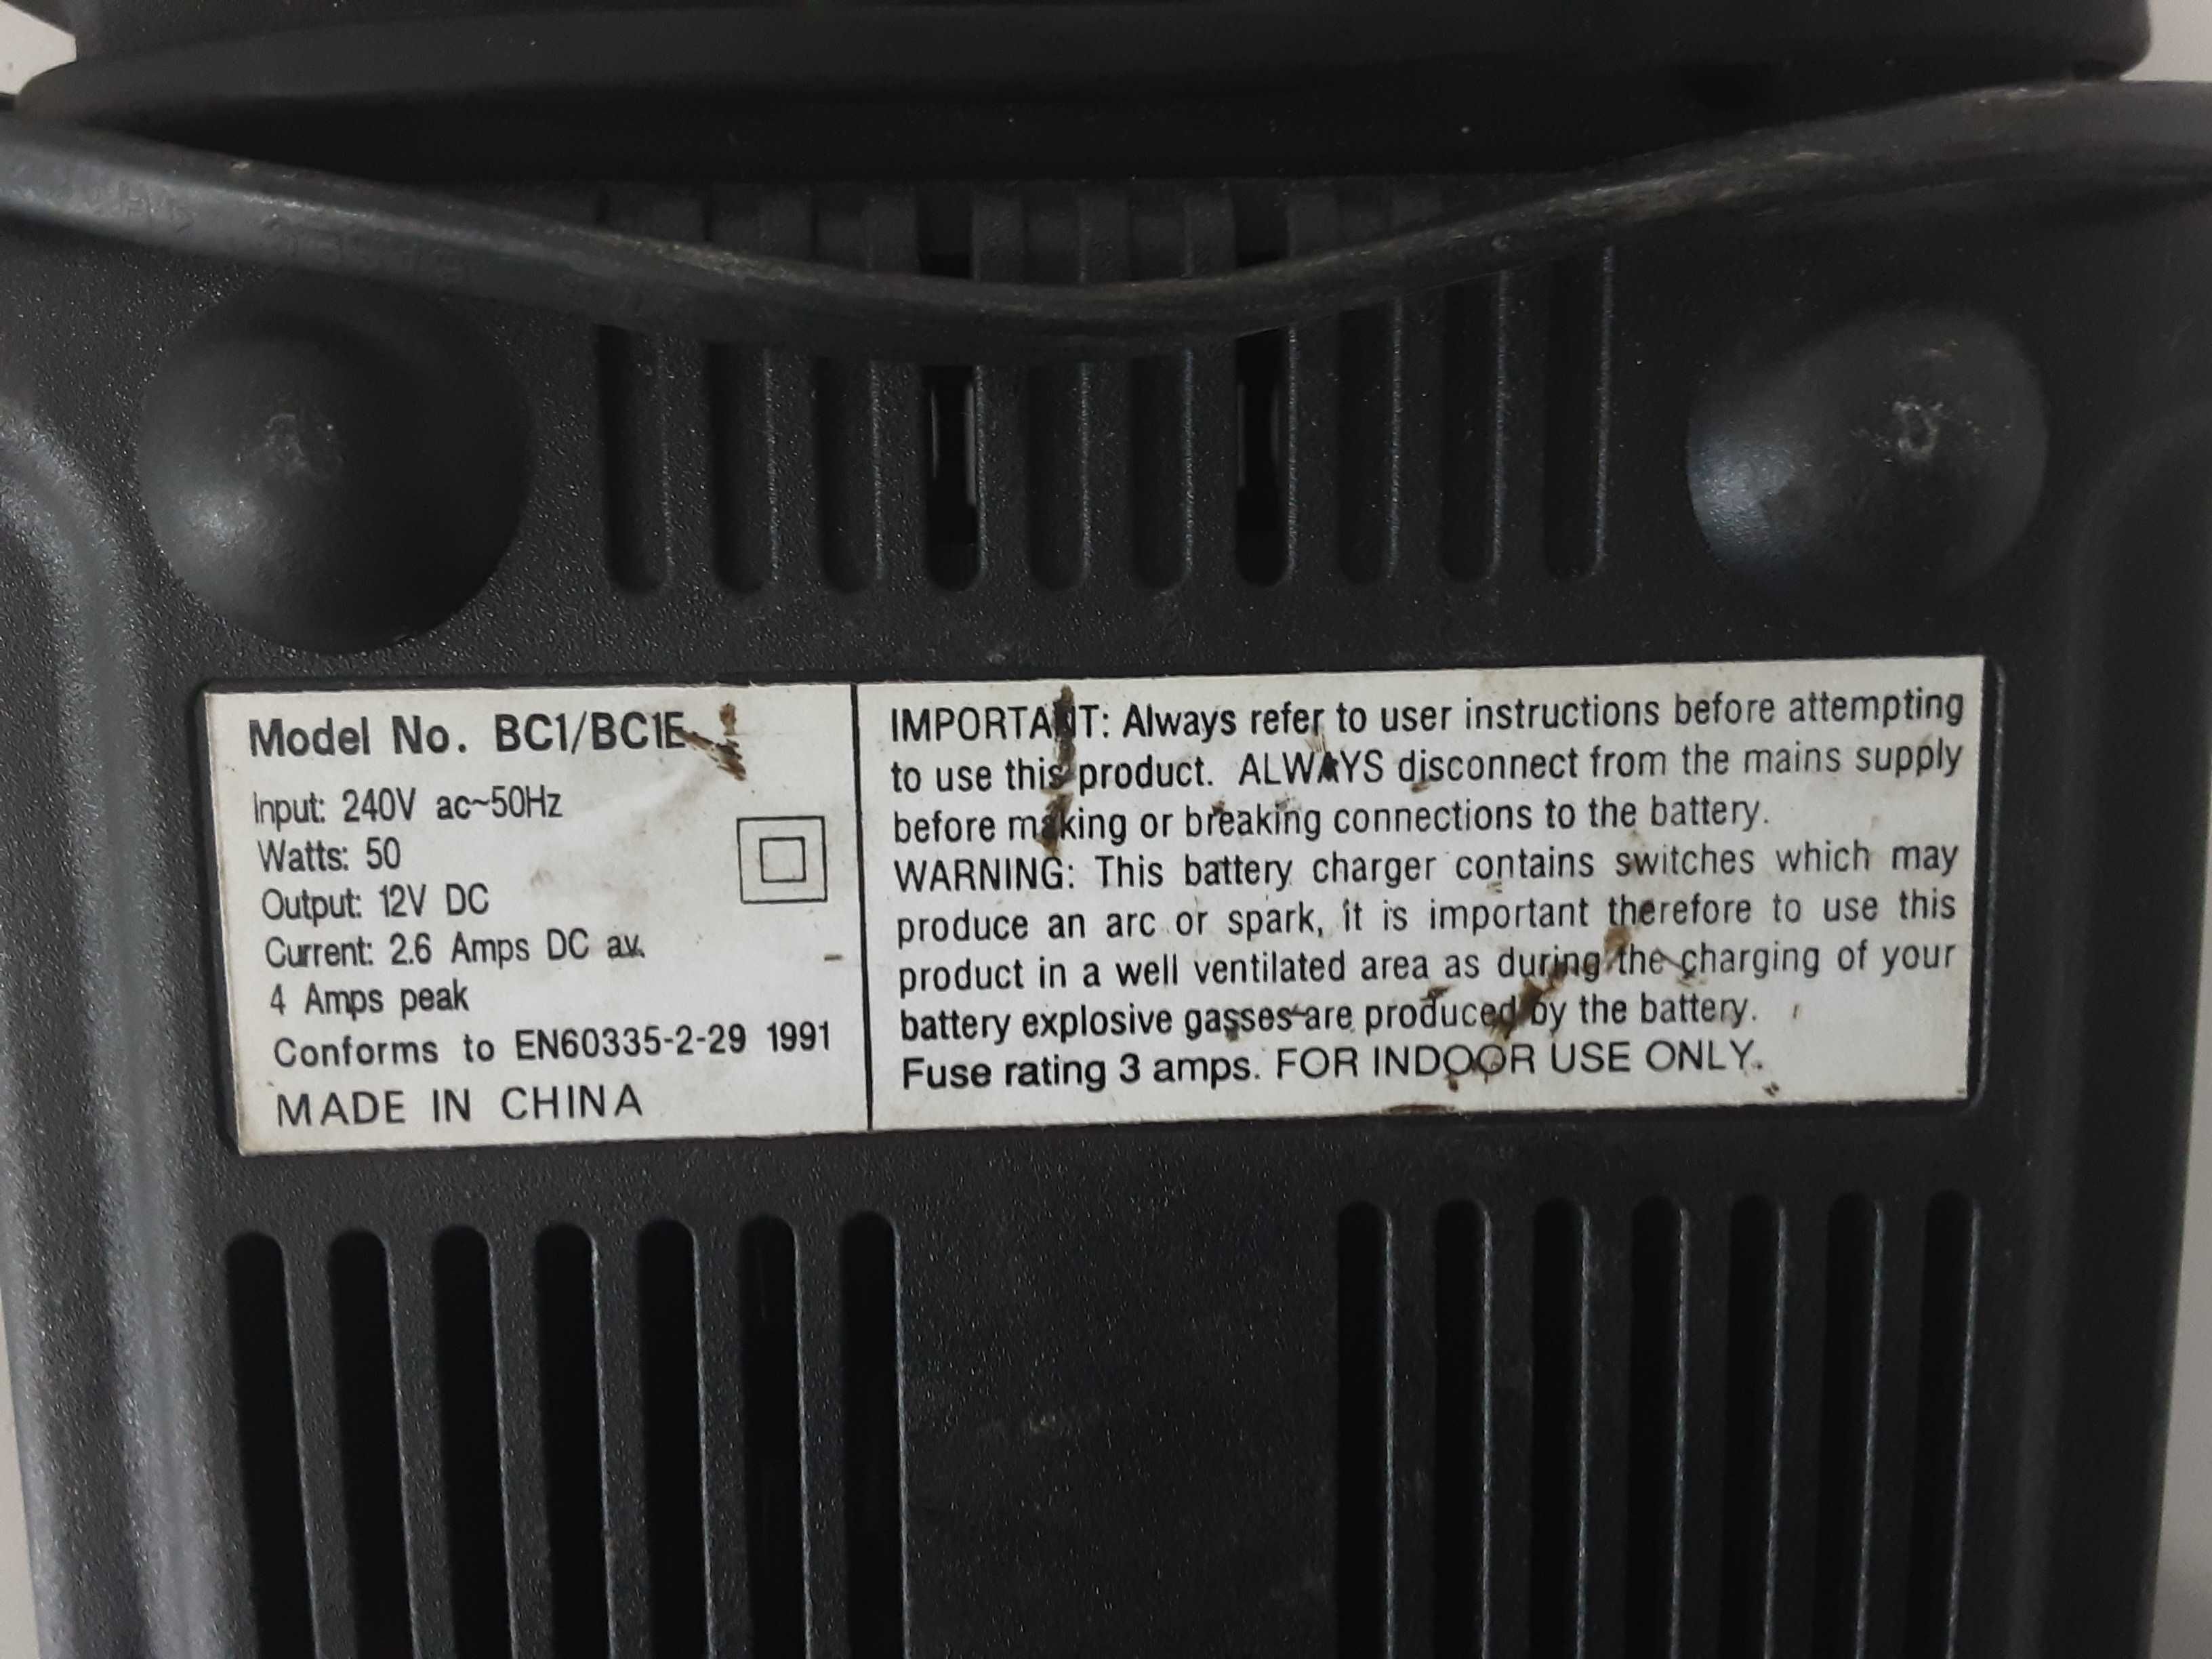 Model No. BC1/BC1E
Input: 240V ac~50Hz
Watts: 50
Output: 12V DC
Current: 2.6 Amps DC av.
4 Amps peak
Conforms to EN60335-2-29 1991
MADE IN CHINA
IMPORTANT: Always refer to user instructions before attempting
to use this product. ALWAYS disconnect from the mains supply
before making or breaking connections to the battery.
WARNING: This battery charger contains switches which may
produce an arc or spark, it is important therefore to use this
product in a well ventilated area as during the charging of your
battery explosive gasses are produced by the battery.
Fuse rating 3 amps. FOR INDOOR USE ONLY.